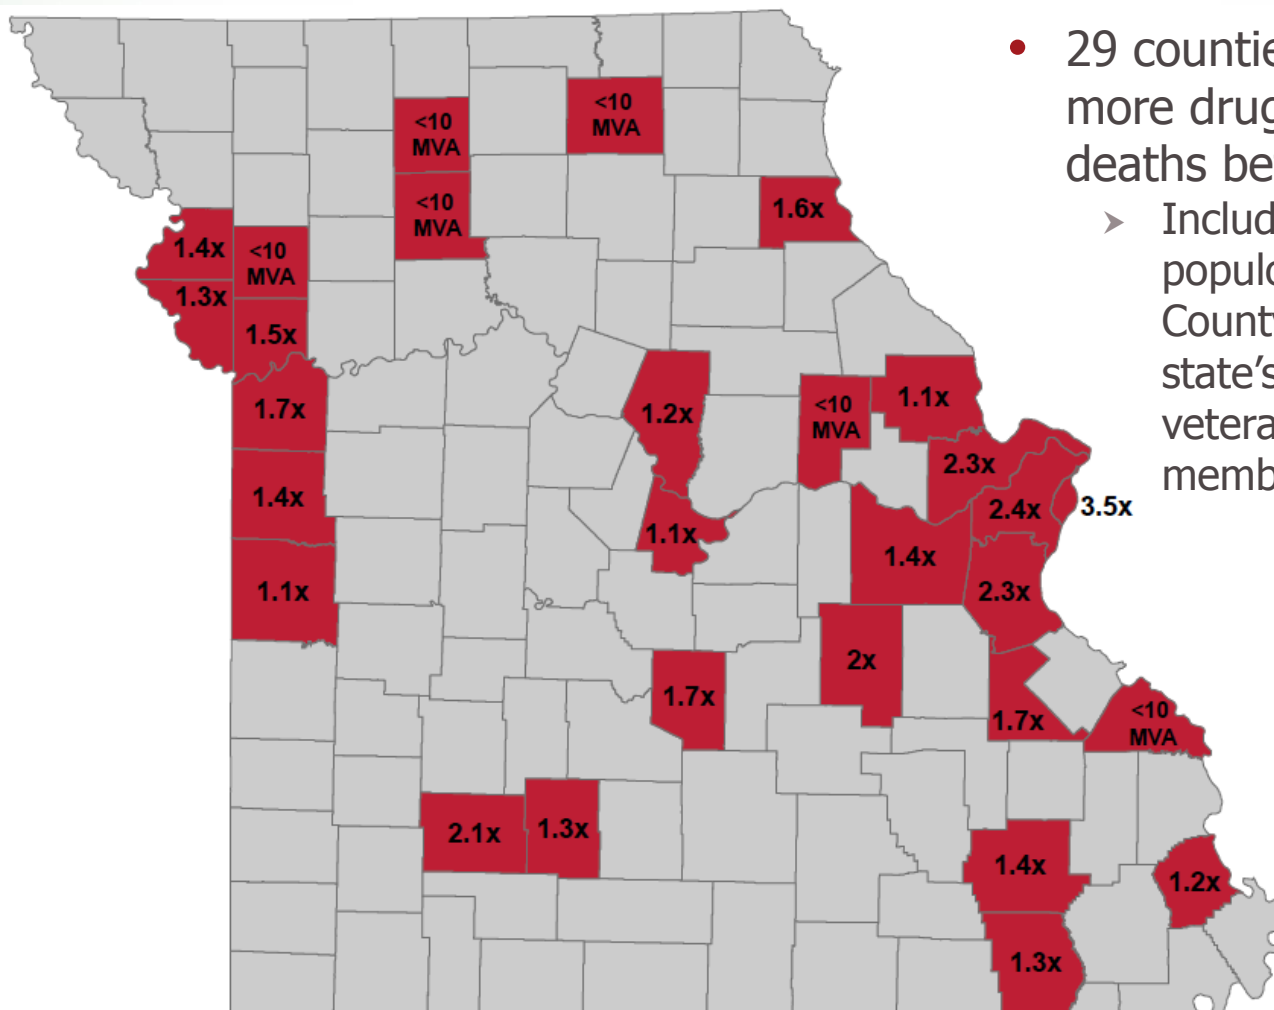 29 counties
more drug
deaths be
Includ
popul
County
state's
vetera
memb
<10
MVA
<10
MVA
<10
MVA
1.6x
1.4x
<10
MVA
1.3x
1.5x
1.7x
1.2x
<10
MVA
1.1x
2.3x
1.4x
2.4x
3.5x
1.1x
1.4x
1.1x
2.3x
2x
1.7x
1.7x
<10
MVA
2.1x
1.3x
1.4x
1.2x
1.3x